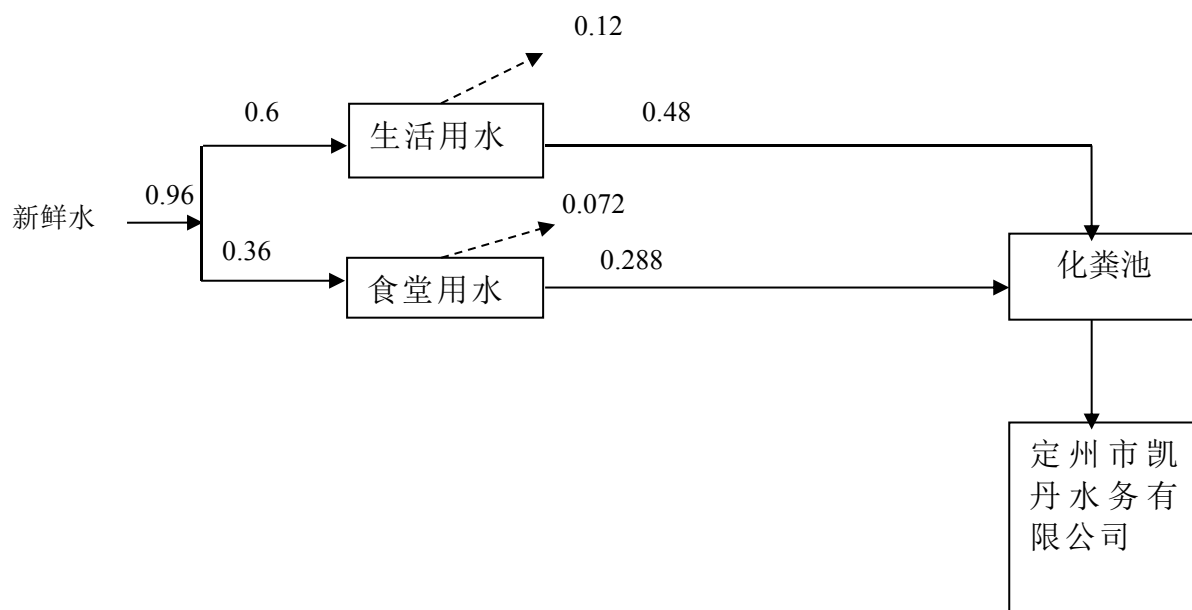 0.12
0.6
生活用水
0.48
新鲜水
0.96
0.072
0.36
食堂用水
0.288
化粪池
定州市凯
丹水务有
限公司